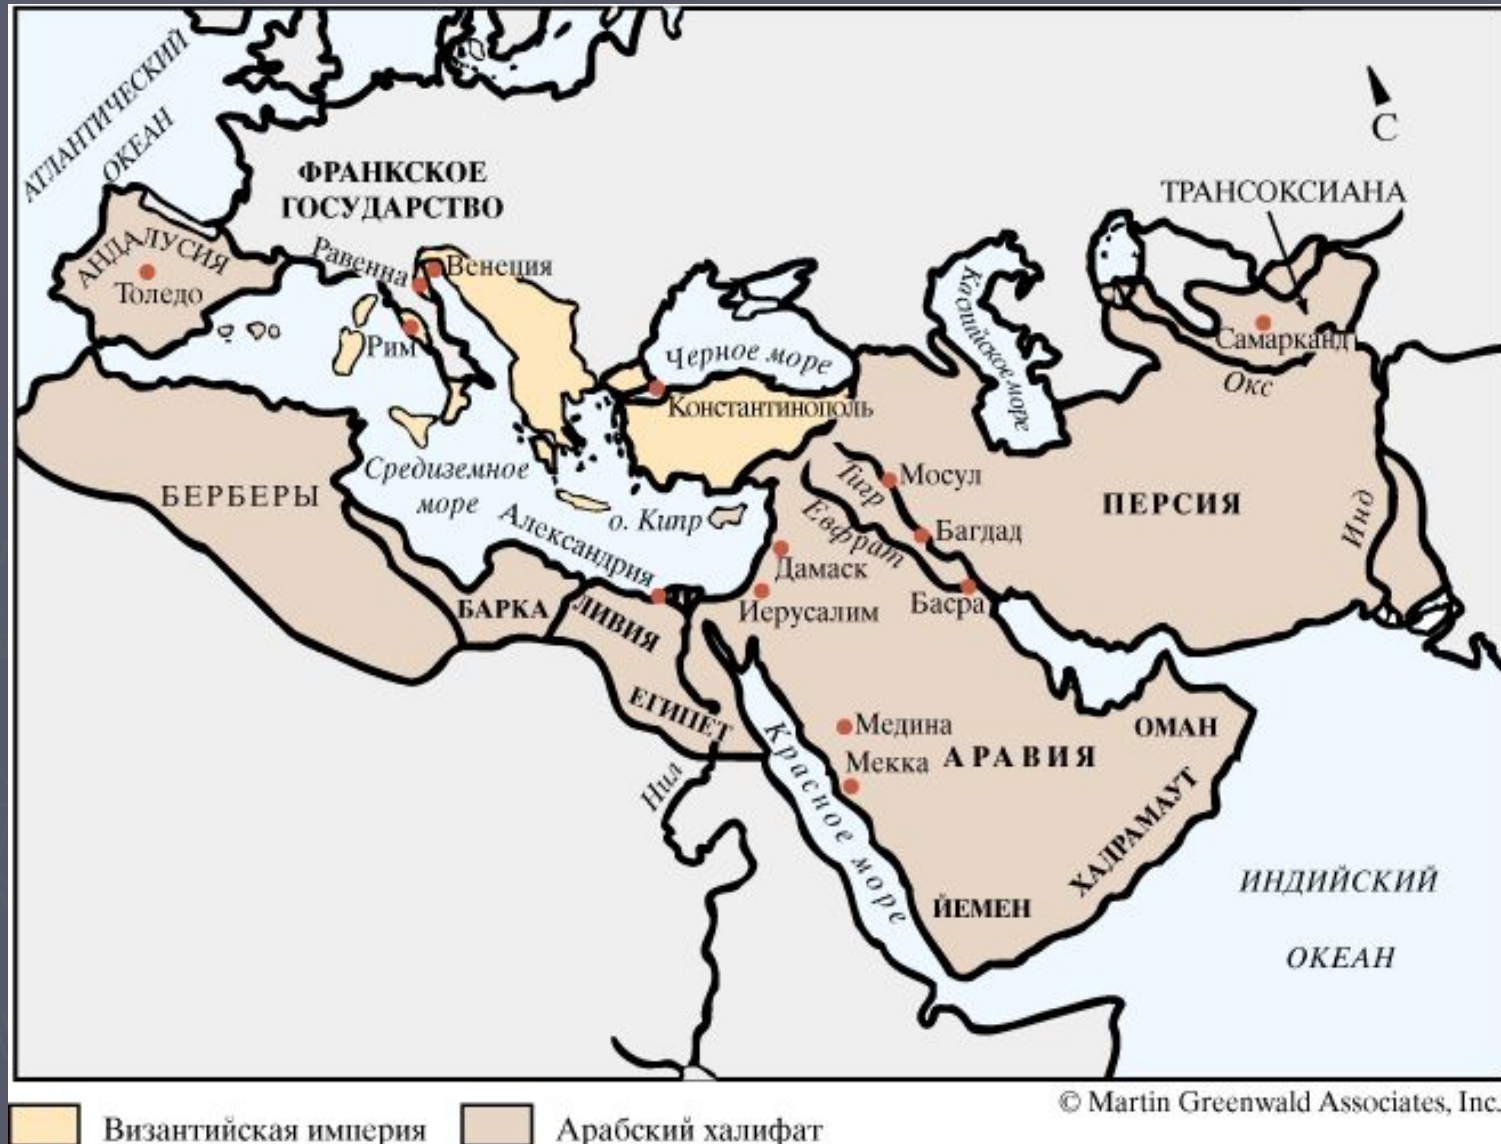 АТЛАНТИЧЕСКИЙ
ОКЕАН
С
ФРАНКСКОЕ
ГОСУДАРСТВО
ТРАНСОКСИАНА
АНДАЛУСИЯ
Толедо
Равенна
Венеция
Рим
Черное море
Каспийское море
Самарканд
Окс
Константинополь
Средиземное
море
БЕРБЕРЫ
Александрия
о. Кипр
Тигр
Мосул
Евфрат
Багдад
ПЕРСИЯ
Инд
Дамаск
Иерусалим
Басра
БАРКА
ЛИВИЯ
ЕГИПЕТ
Нил
Красное море
Медина
Мекка
АРАВИЯ
ОМАН
ХАДРАМАУТ
ЙЕМЕН
ИНДИЙСКИЙ
ОКЕАН
© Martin Greenwald Associates, Inc.
Византийская империя
Арабский халифат